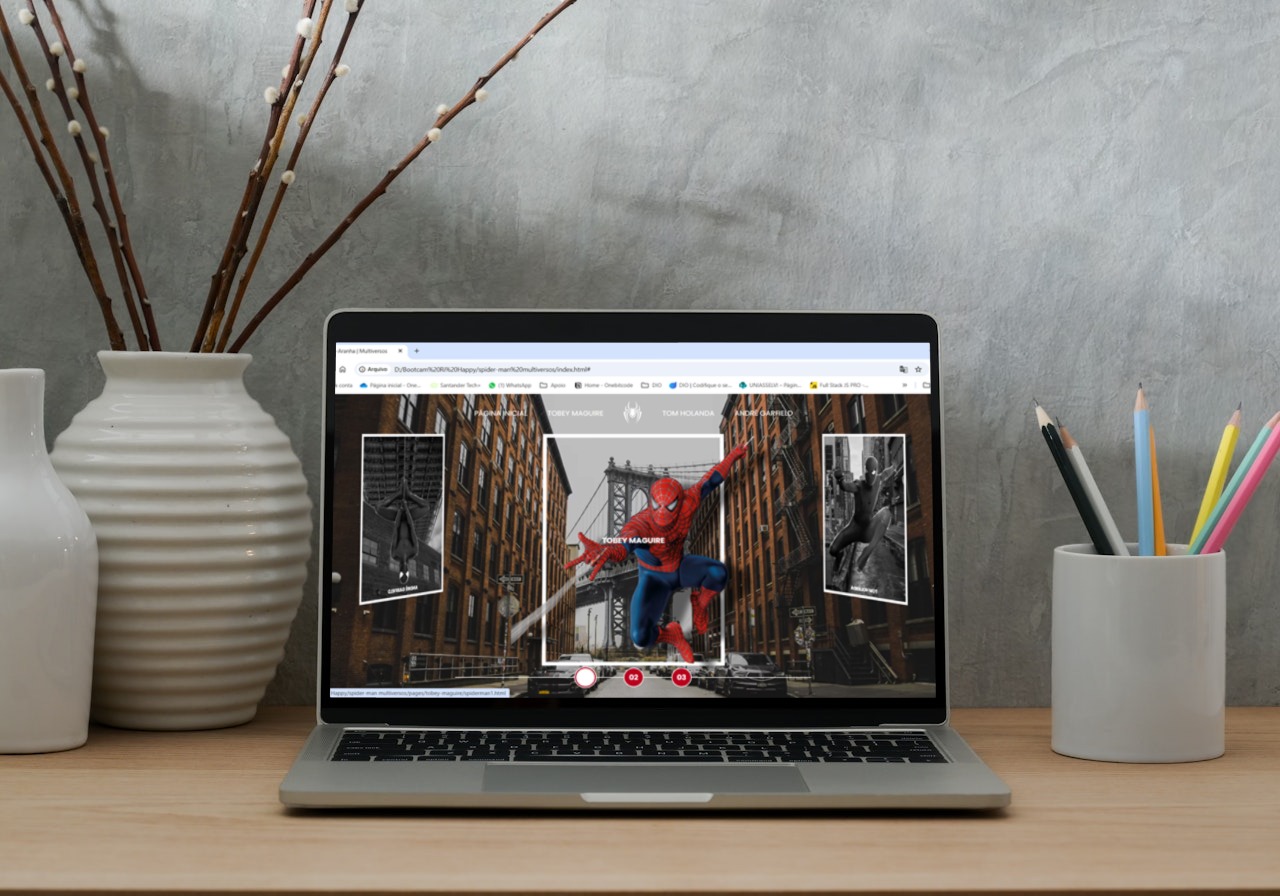 Aranha | Multiversos
Arquivo D:/Bootcam%20RI%20Happy/spider-man%20multiversos/index.html#
conta Página inicial - One... Santander Tech+ (1) WhatsApp Apoio Home - Onebitcode DIO DIO | Codifique o se... UNIASSELVI - Págin... Full Stack JS PRO -...
PÁGINA INICIAL TOBEY MAGUIRE TOM HOLANDA ANDRE GARFIELD
TOBEY MAGUIRE
02 03
Happy/spider-man multiversos/pages/tobey-maguire/spiderman1.html